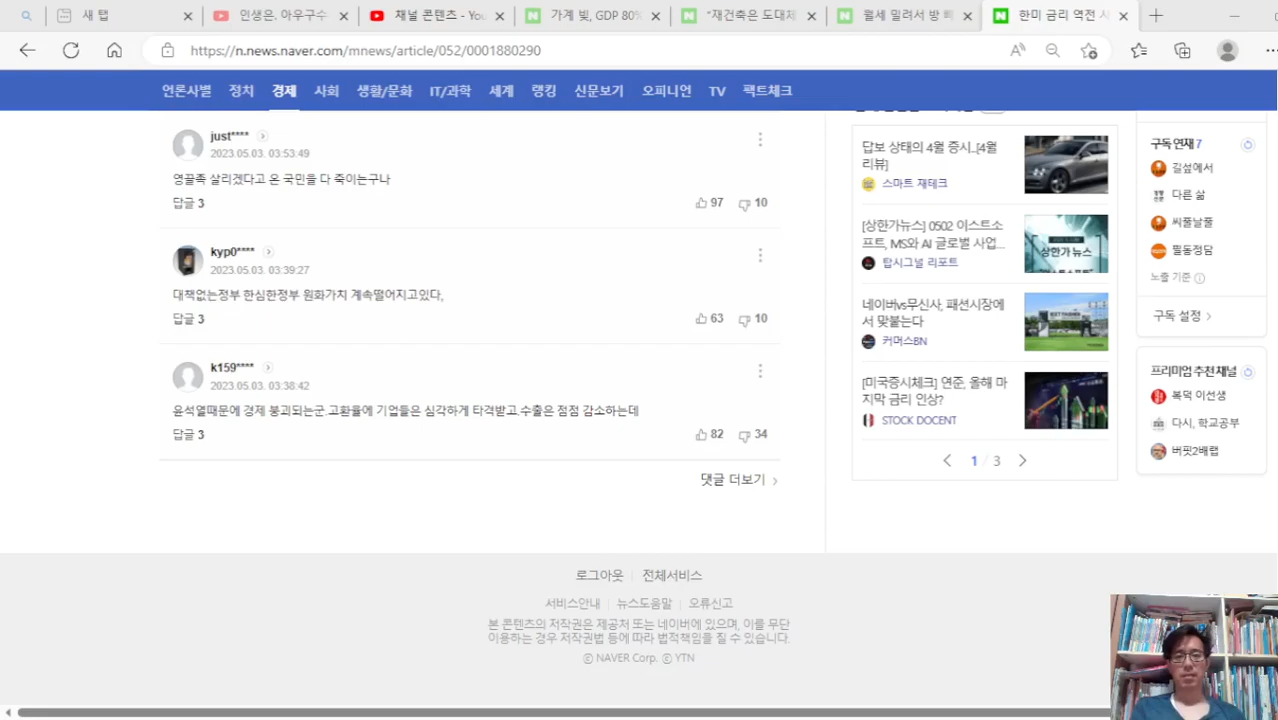 새 탭
인생은. 아우구수
채널 콘텐츠 - You
가계 빚, GDP 80%
"재건축은 도대체
월세 밀려서 방 빼
한미 금리 역전 시
https://n.news.naver.com/mnews/article/052/0001880290
언론사별 정치 경제 사회 생활/문화 IT/과학 세계 랭킹 신문보기 오피니언 TV 팩트체크
just****
2023.05.03. 03:53:49
영끌족 살리겠다고 온 국민을 다 죽이는구나
답글 3
97 10
kyp0****
2023.05.03. 03:39:27
대책없는정부 한심한정부 원화가치 계속떨어지고있다,
답글 3
63 10
k159****
2023.05.03. 03:38:42
윤석열때문에 경제 붕괴되는군.고환율에 기업들은 심각하게 타격받고.수출은 점점 감소하는데
답글 3
82 34
댓글 더보기
답보 상태의 4월 증시..[4월
리뷰]
스마트 재테크
[상한가뉴스] 0502 이스트소
프트, MS와 AI 글로벌 사업...
탑시그널 리포트
상한가 뉴스
네이버vs무신사, 패션시장에
서 맞붙는다
커머스BN
[미국증시체크] 연준, 올해 마
지막 금리 인상?
STOCK DOCENT
1 / 3
구독 연재 7
길섶에서
다른 삶
씨줄날줄
필동정담
노출 기준
구독 설정
프리미엄 추천 채널
복덕 이선생
다시, 학교공부
버핏2배랩
로그아웃 전체서비스
서비스안내 뉴스도움말 오류신고
본 콘텐츠의 저작권은 제공처 또는 네이버에 있으며, 이를 무단
이용하는 경우 저작권법 등에 따라 법적책임을 질 수 있습니다.
ⓒ NAVER Corp. ⓒ YTN